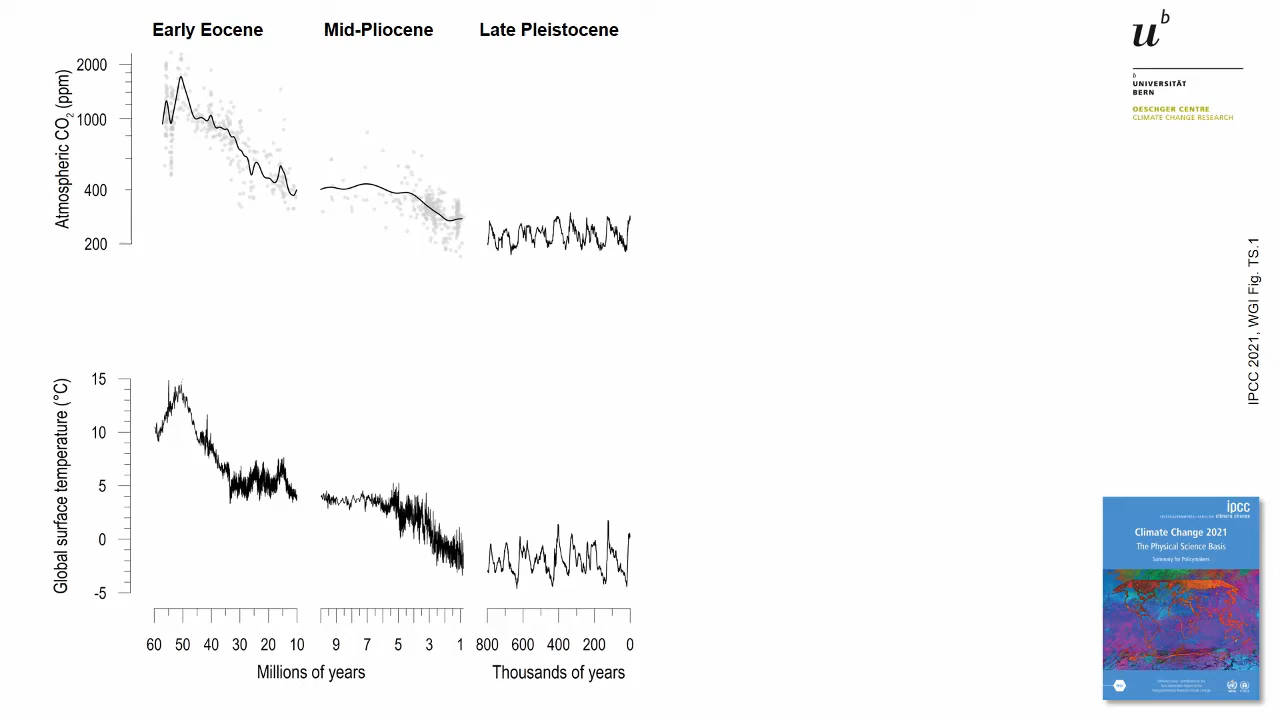 Early Eocene
Mid-Pliocene
Late Pleistocene
Atmospheric CO2 (ppm)
2000
1000
400
200
Global surface temperature (°C)
15
10
5
0
-5
60 50 40 30 20 10
9 7 5 3 1
800 600 400 200 0
Millions of years
Thousands of years
u b
b
UNIVERSITÄT
BERN
OESCHGER CENTRE
CLIMATE CHANGE RESEARCH
IPCC 2021, WGI Fig. TS.1
ipcc
climate change
Climate Change 2021
The Physical Science Basis
Summary for Policymakers